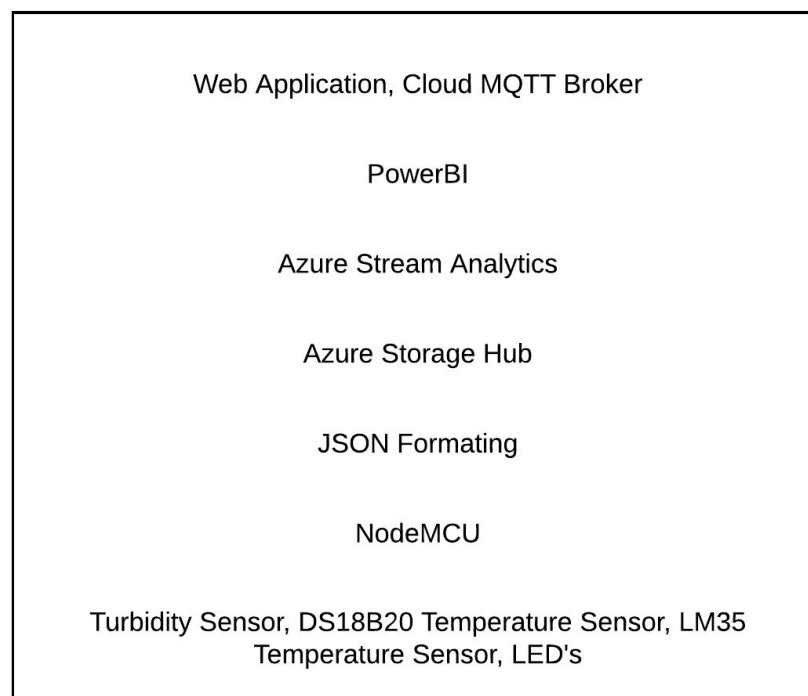 Web Application, Cloud MQTT Broker
PowerBI
Azure Stream Analytics
Azure Storage Hub
JSON Formating
NodeMCU
Turbidity Sensor, DS18B20 Temperature Sensor, LM35
Temperature Sensor, LED's